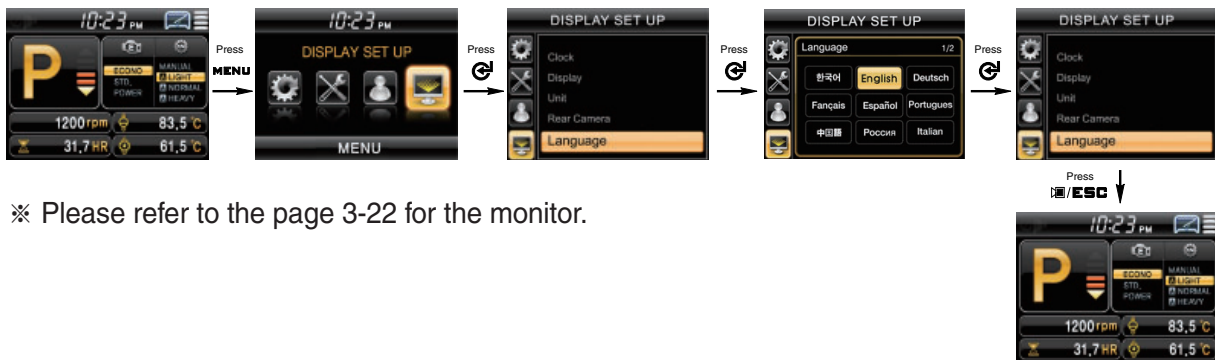 10:23 PM
P
ECONO
STD.
POWER
MANUAL
LIGHT
NORMAL
HEAVY
1200 rpm 83,5 ℃
31,7 HR 61,5 ℃
Press
MENU
10:23 PM
DISPLAY SET UP
MENU
Press
DISPLAY SET UP
Clock
Display
Unit
Rear Camera
Language
Press
DISPLAY SET UP
Language 1/2
한국어 English Deutsch
Fançais Español Portugues
中国語 Россия Italian
Press
DISPLAY SET UP
Clock
Display
Unit
Rear Camera
Language
Press
/ESC
※ Please refer to the page 3-22 for the monitor.
10:23 PM
P
ECONO
STD.
POWER
MANUAL
LIGHT
NORMAL
HEAVY
1200 rpm 83,5 ℃
31,7 HR 61,5 ℃